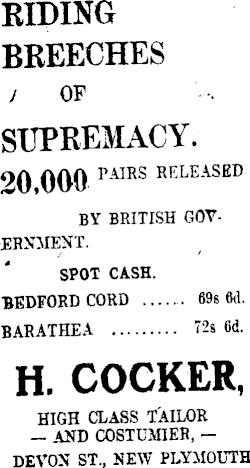 RIDING
BREECHES
OF
SUPREMACY.
20,000 PAIRS RELEASED
BY BRITISH GOV-
ERNMENT.
SPOT CASH.
BEDFORD CORD ...... 69s 6d.
BARATHEA ......... 72s 6d.
H. COCKER,
HIGH CLASS TAILOR
— AND COSTUMIER, —
DEVON ST., NEW PLYMOUTH